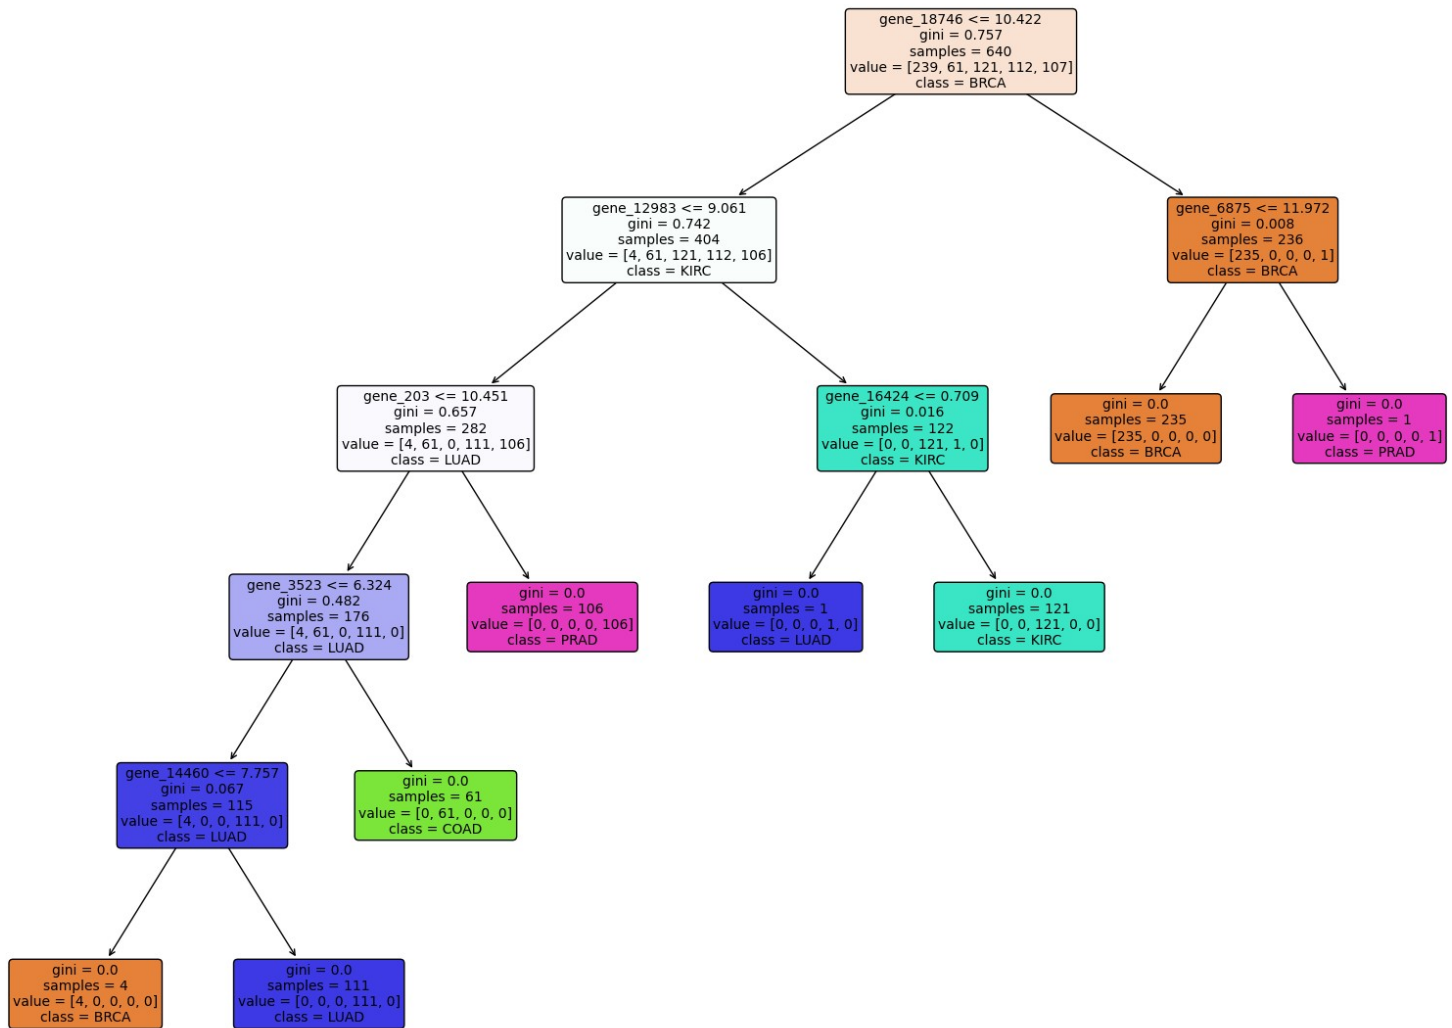 gene_18746 <= 10.422
gini = 0.757
samples = 640
value = [239, 61, 121, 112, 107]
class = BRCA
gene_12983 <= 9.061
gini = 0.742
samples = 404
value = [4, 61, 121, 112, 106]
class = KIRC
gene_6875 <= 11.972
gini = 0.008
samples = 236
value = [235, 0, 0, 0, 1]
class = BRCA
gene_203 <= 10.451
gini = 0.657
samples = 282
value = [4, 61, 0, 111, 106]
class = LUAD
gene_16424 <= 0.709
gini = 0.016
samples = 122
value = [0, 0, 121, 1, 0]
class = KIRC
gini = 0.0
samples = 235
value = [235, 0, 0, 0, 0]
class = BRCA
gini = 0.0
samples = 1
value = [0, 0, 0, 0, 1]
class = PRAD
gene_3523 <= 6.324
gini = 0.482
samples = 176
value = [4, 61, 0, 111, 0]
class = LUAD
gini = 0.0
samples = 106
value = [0, 0, 0, 0, 106]
class = PRAD
gini = 0.0
samples = 1
value = [0, 0, 0, 1, 0]
class = LUAD
gini = 0.0
samples = 121
value = [0, 0, 121, 0, 0]
class = KIRC
gene_14460 <= 7.757
gini = 0.067
samples = 115
value = [4, 0, 0, 111, 0]
class = LUAD
gini = 0.0
samples = 61
value = [0, 61, 0, 0, 0]
class = COAD
gini = 0.0
samples = 4
value = [4, 0, 0, 0, 0]
class = BRCA
gini = 0.0
samples = 111
value = [0, 0, 0, 111, 0]
class = LUAD